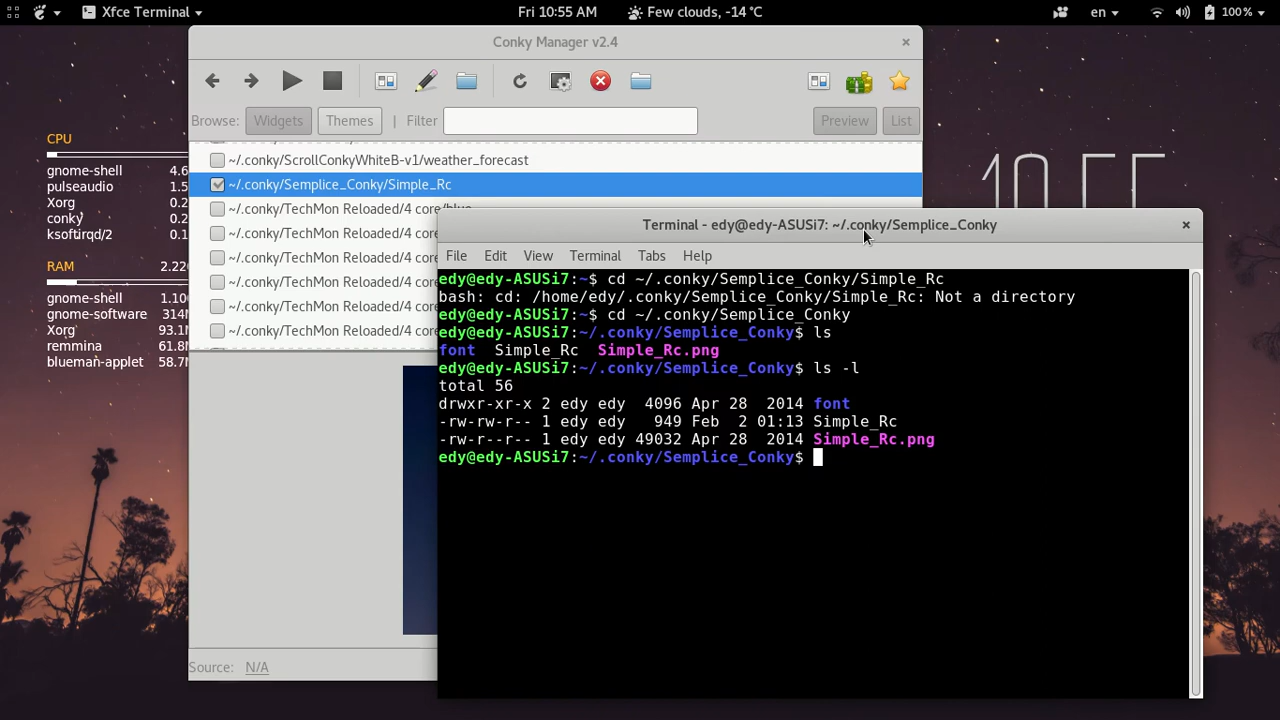 Xfce Terminal
Fri 10:55 AM
Few clouds, -14 °C
en
100%
Conky Manager v2.4
Browse:
Widgets
Themes
|
Filter
Preview
List
~/.conky/ScrollConkyWhiteB-v1/weather_forecast
~/.conky/Semplice_Conky/Simple_Rc
~/.conky/TechMon Reloaded/4 core/blue
~/.conky/TechMon Reloaded/4 core
~/.conky/TechMon Reloaded/4 core
~/.conky/TechMon Reloaded/4 core
~/.conky/TechMon Reloaded/4 core
~/.conky/TechMon Reloaded/4 core
Source: N/A
CPU
gnome-shell 4.6
pulseaudio 1.5
Xorg 0.2
conky 0.2
ksoftirqd/2 0.1
RAM 2.22
gnome-shell 1.10
gnome-software 314
Xorg 93.1
remmina 61.8
blueman-applet 58.7
Terminal - edy@edy-ASUSi7: ~/.conky/Semplice_Conky
File Edit View Terminal Tabs Help
edy@edy-ASUSi7:~$ cd ~/.conky/Semplice_Conky/Simple_Rc
bash: cd: /home/edy/.conky/Semplice_Conky/Simple_Rc: Not a directory
edy@edy-ASUSi7:~$ cd ~/.conky/Semplice_Conky
edy@edy-ASUSi7:~/.conky/Semplice_Conky$ ls
font Simple_Rc Simple_Rc.png
edy@edy-ASUSi7:~/.conky/Semplice_Conky$ ls -l
total 56
drwxr-xr-x 2 edy edy 4096 Apr 28 2014 font
-rw-rw-r-- 1 edy edy 949 Feb 2 01:13 Simple_Rc
-rw-r--r-- 1 edy edy 49032 Apr 28 2014 Simple_Rc.png
edy@edy-ASUSi7:~/.conky/Semplice_Conky$